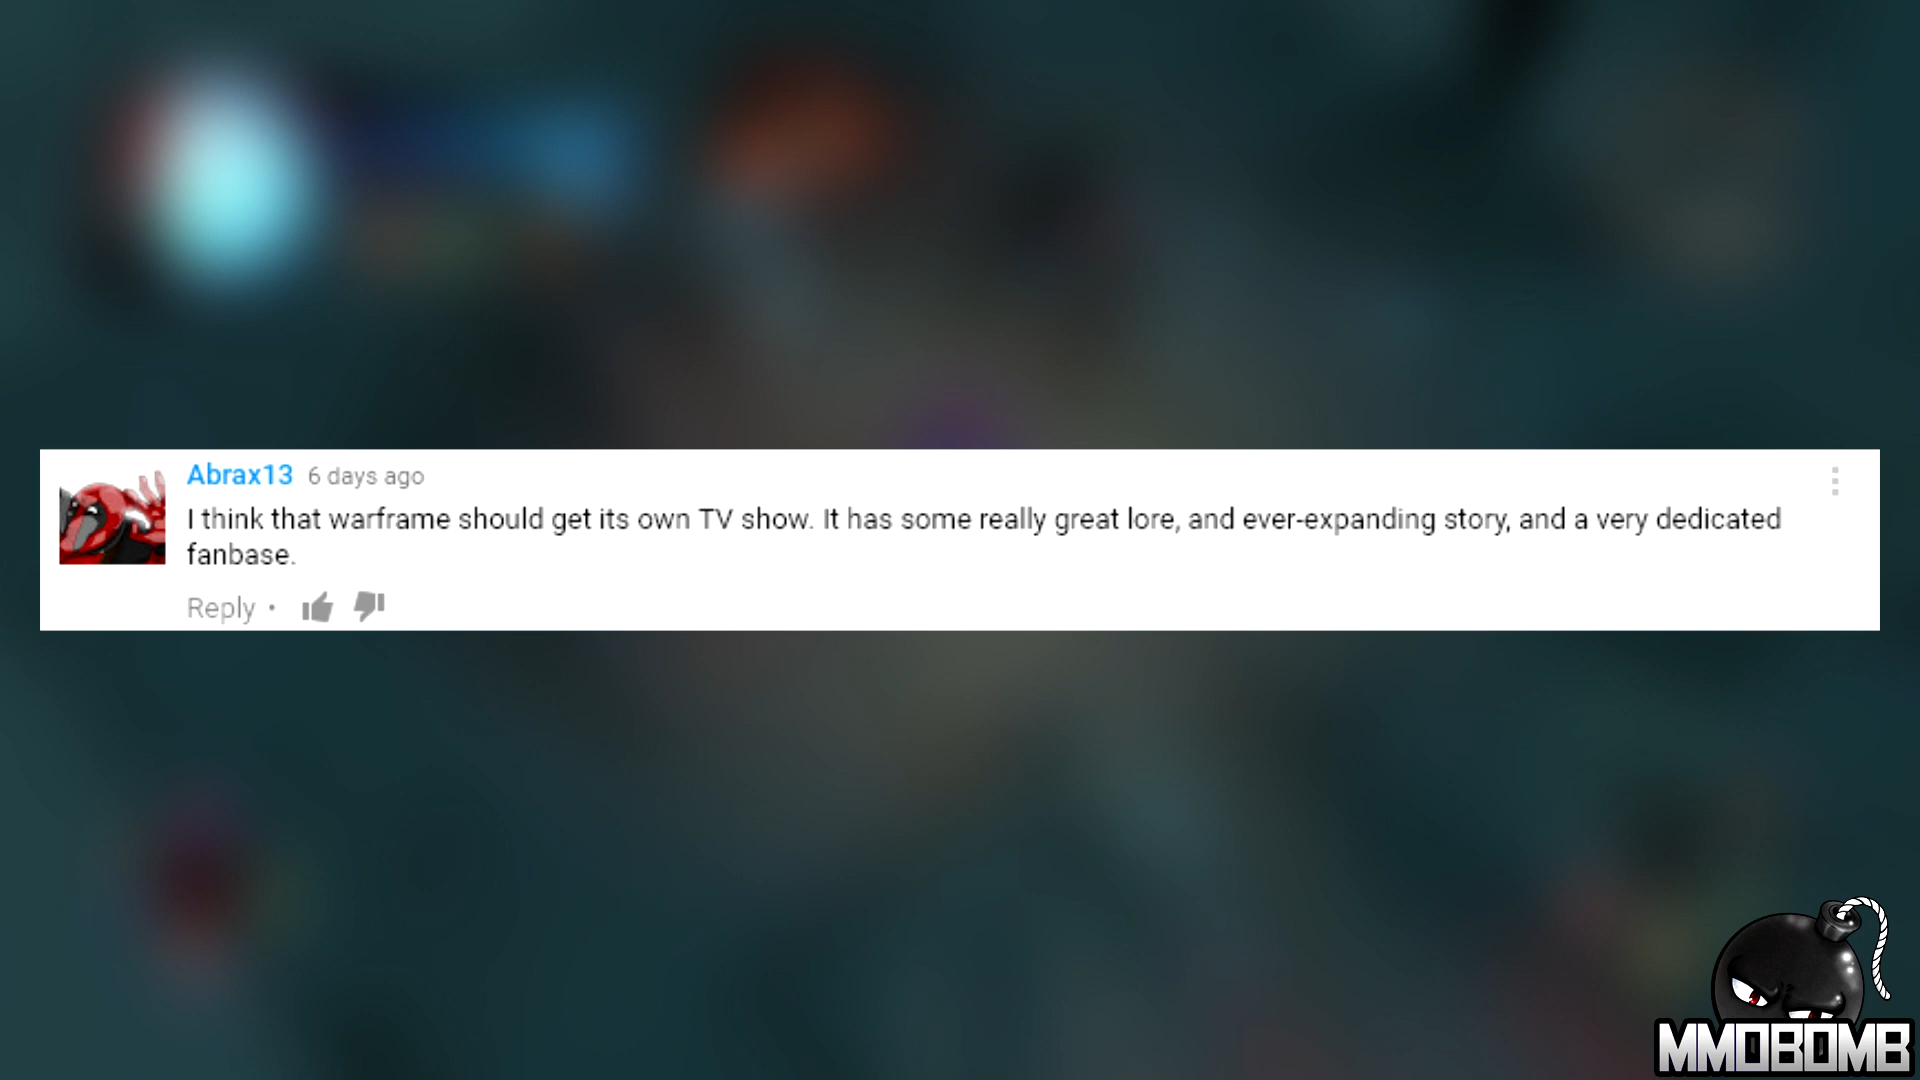 Abrax13 6 days ago
I think that warframe should get its own TV show. It has some really great lore, and ever-expanding story, and a very dedicated
fanbase.
Reply •
MMOBOMB